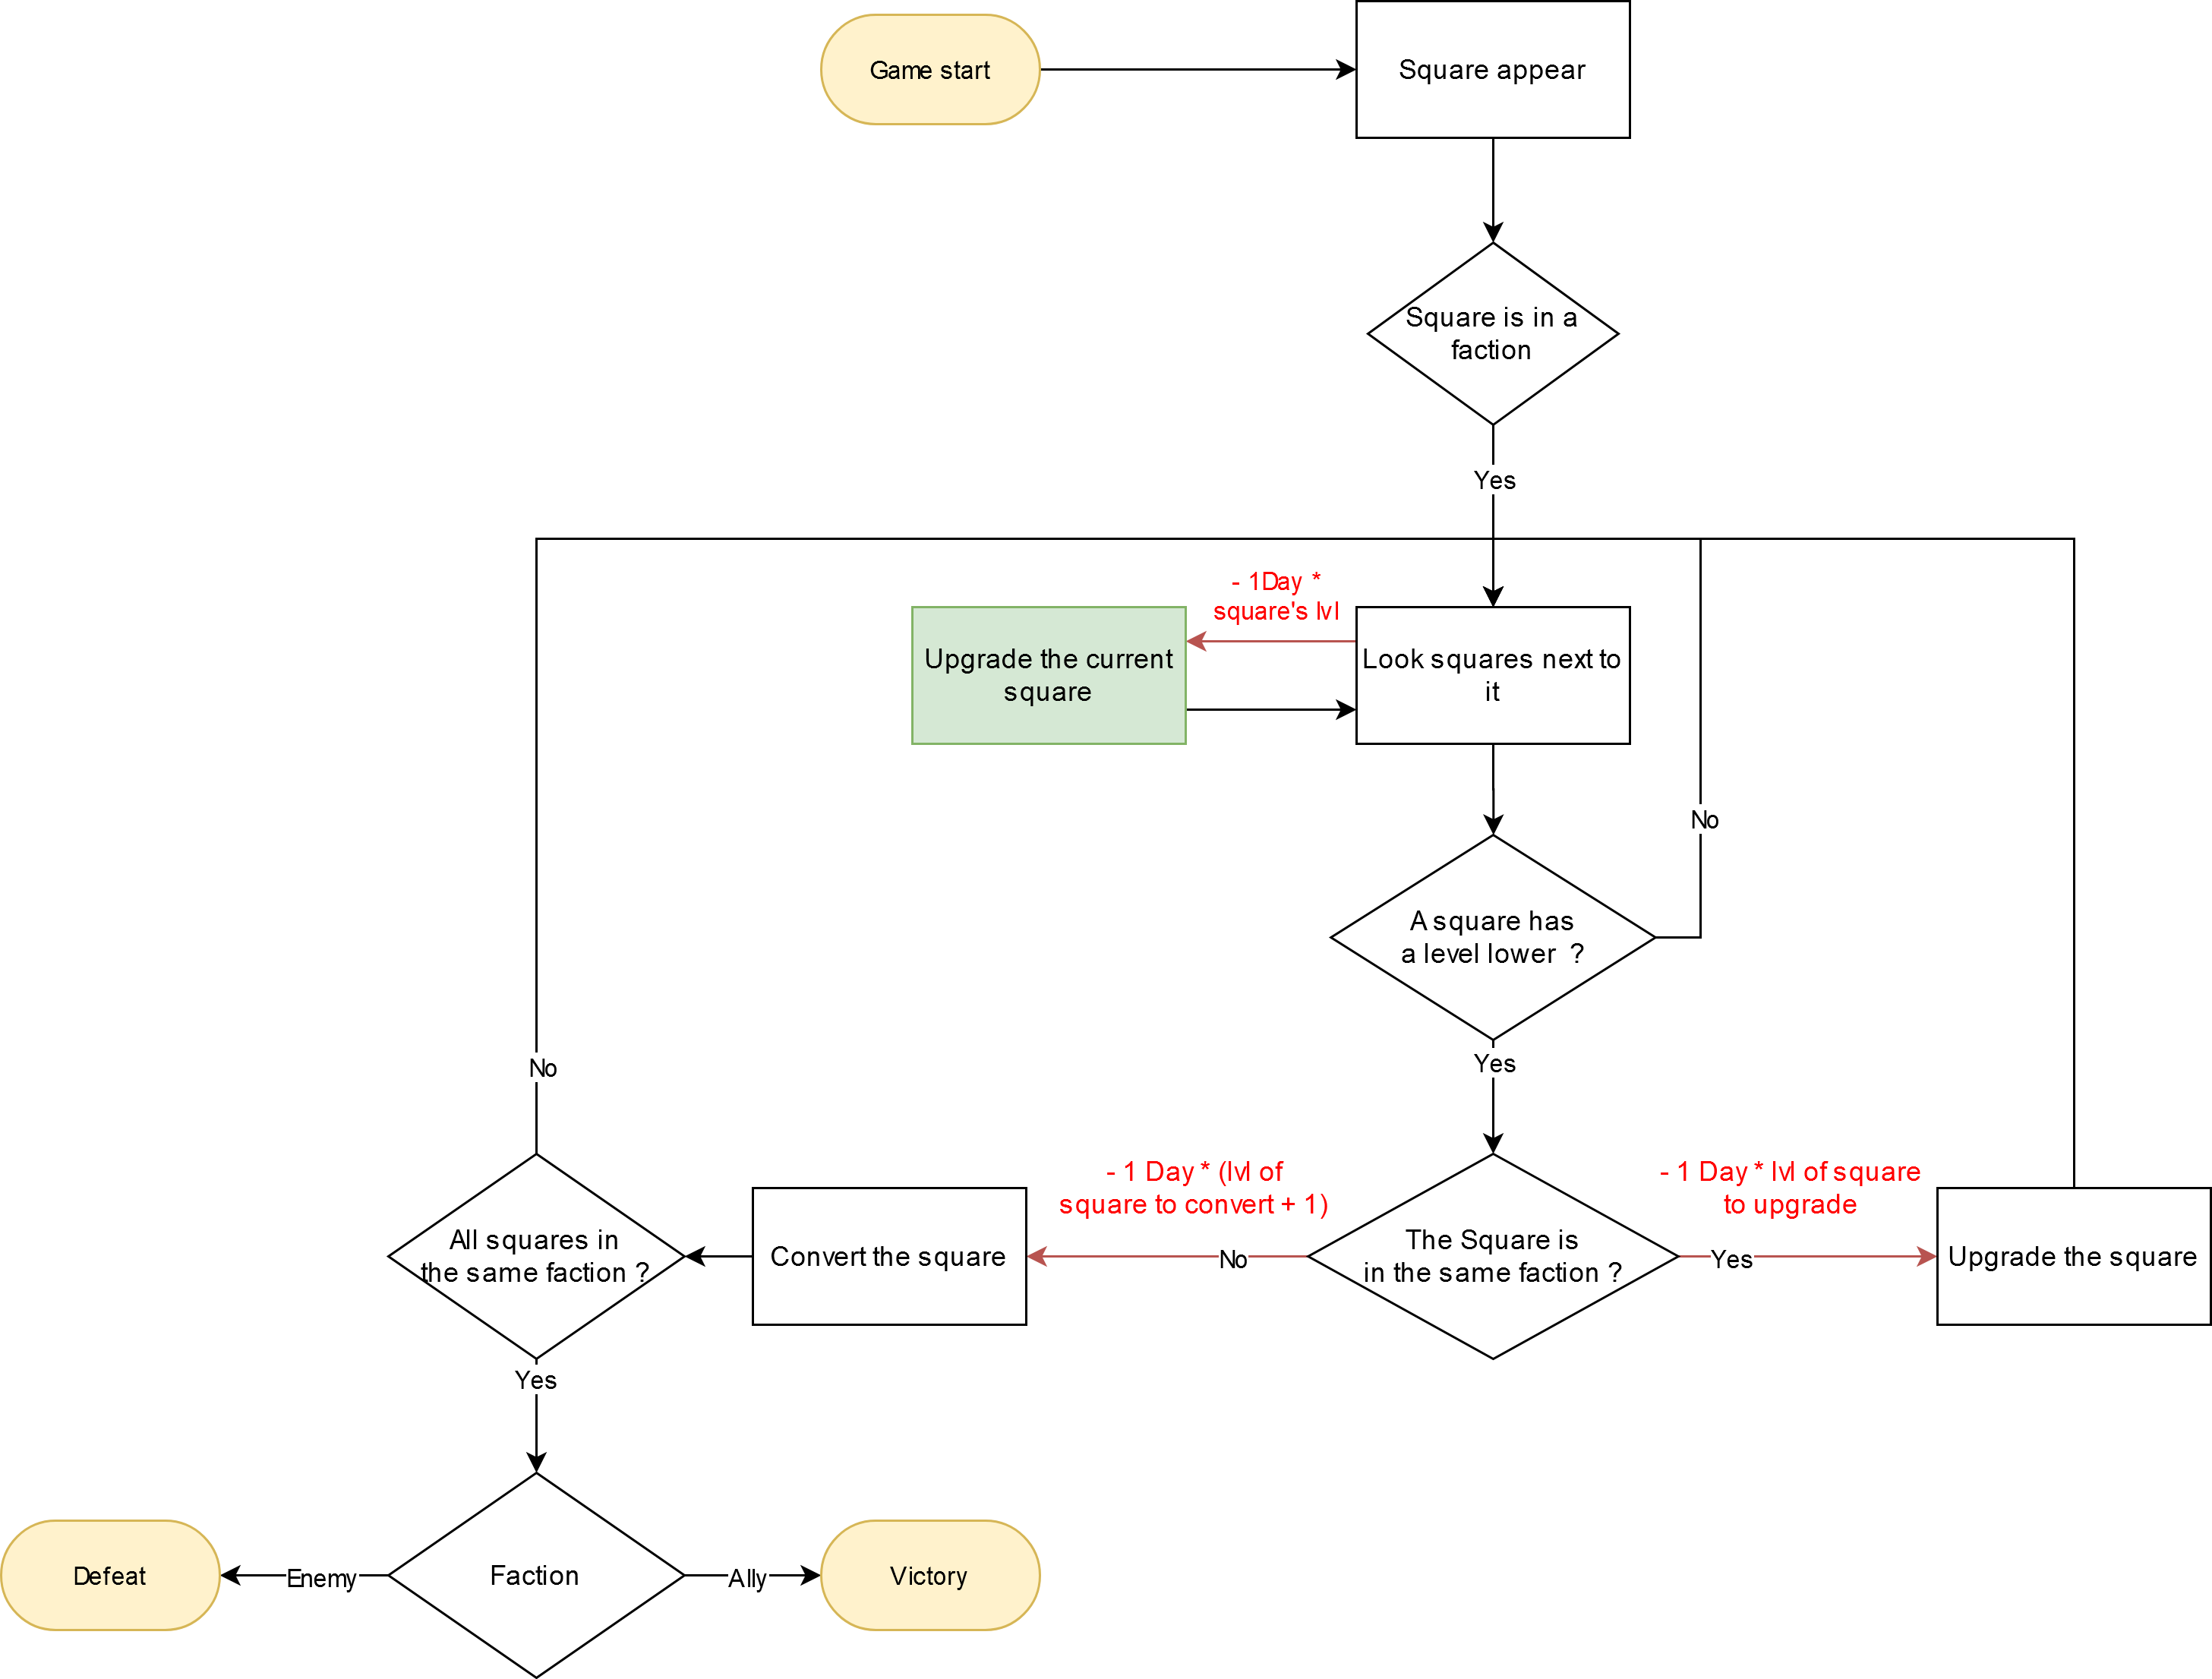 Game start
Square appear
Square is in a
faction
Yes
- 1Day *
square's lvl
Upgrade the current
square
Look squares next to
it
No
A square has
a level lower  ?
No
Yes
- 1 Day * (lvl of
square to convert + 1)
- 1 Day * lvl of square
to upgrade
All squares in
the same faction ?
Convert the square
No
The Square is
in the same faction ?
Yes
Upgrade the square
Yes
Defeat
Enemy
Faction
Ally
Victory